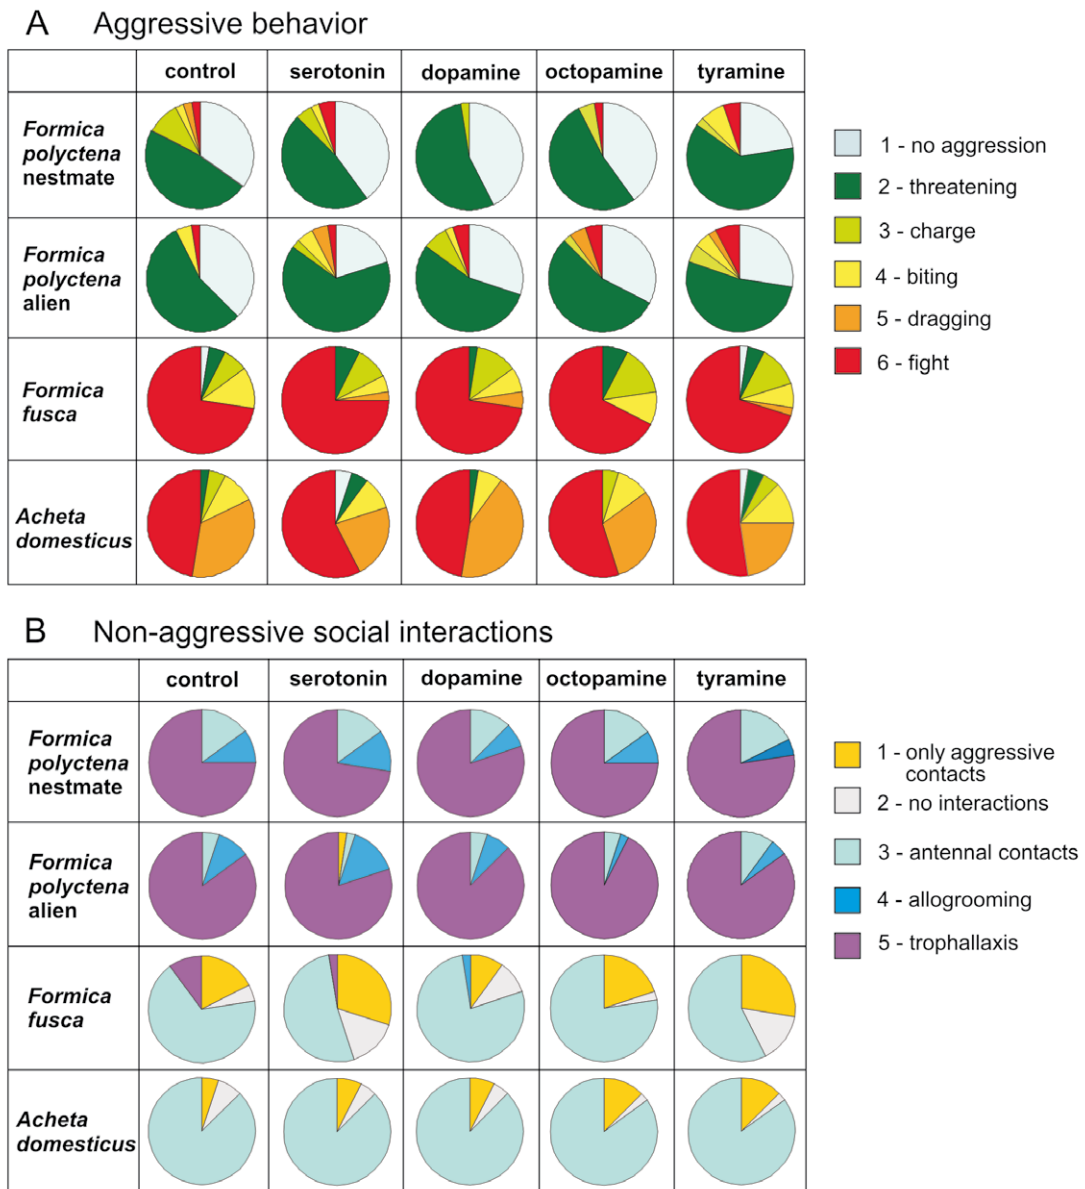 A Aggressive behavior
control serotonin dopamine octopamine tyramine
Formica
polyctena
nestmate
Formica
polyctena
alien
Formica
fusca
Acheta
domesticus
1 - no aggression
2 - threatening
3 - charge
4 - biting
5 - dragging
6 - fight
B Non-aggressive social interactions
control serotonin dopamine octopamine tyramine
Formica
polyctena
nestmate
Formica
polyctena
alien
Formica
fusca
Acheta
domesticus
1 - only aggressive
contacts
2 - no interactions
3 - antennal contacts
4 - allogrooming
5 - trophallaxis